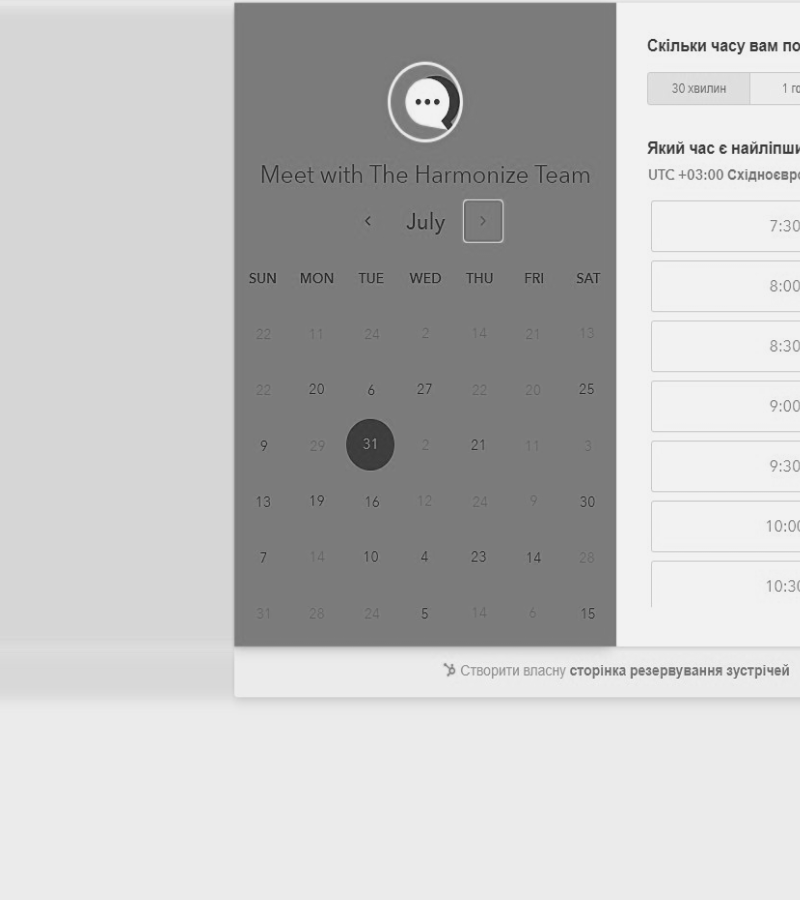 Meet with The Harmonize Team
July
SUN MON TUE WED THU FRI SAT
22 11 24 2 14 21 13
22 20 6 27 22 20 25
9 29 31 2 21 11 3
13 19 16 12 24 9 30
7 14 10 4 23 14 28
31 28 24 5 14 6 15
Скільки часу вам по
30 хвилин 1 го
Який час є найліпши
UTC +03:00 Східноєвро
7:30
8:00
8:30
9:00
9:30
10:00
10:30
Створити власну сторінка резервування зустрічей